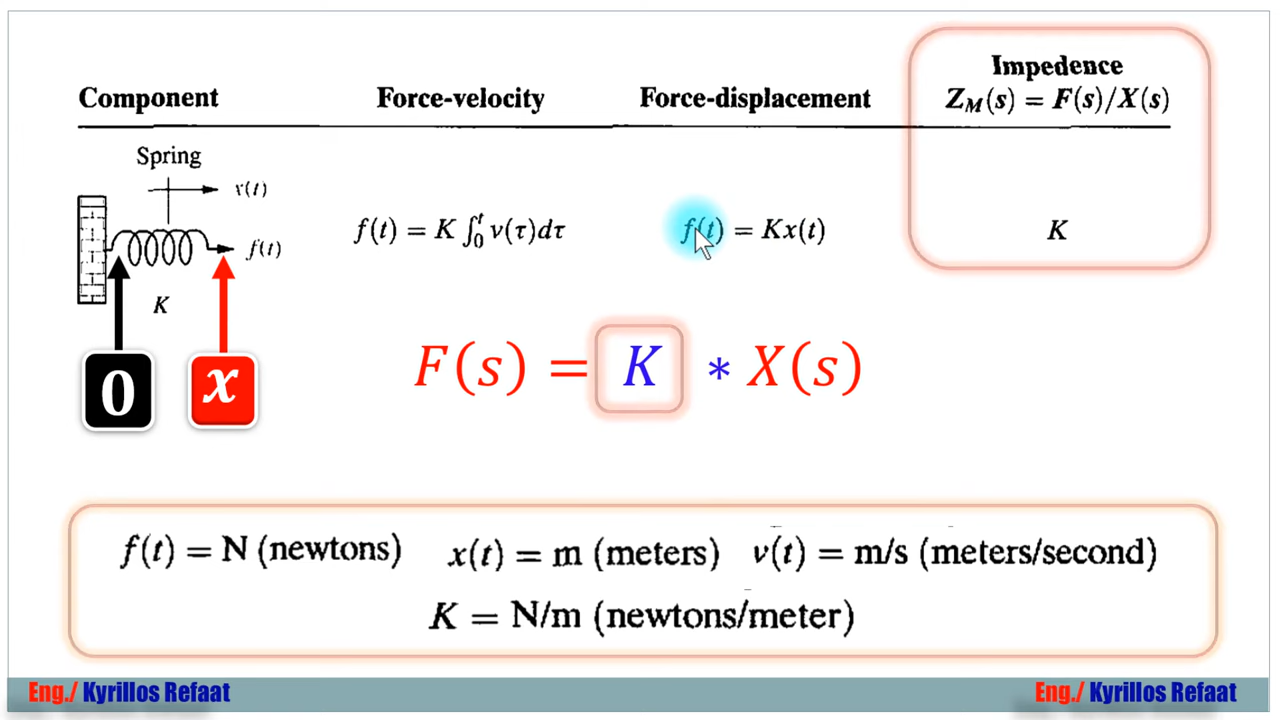 Component Force-velocity Force-displacement Impedence
Z_M(s) = F(s)/X(s)
Spring
x(t)
f(t)
K
f(t) = K ∫₀ᵗ v(τ)dτ f(t) = Kx(t) K
0 x
F(s) = K * X(s)
f(t) = N (newtons) x(t) = m (meters) v(t) = m/s (meters/second)
K = N/m (newtons/meter)
Eng./ Kyrillos Refaat Eng./ Kyrillos Refaat